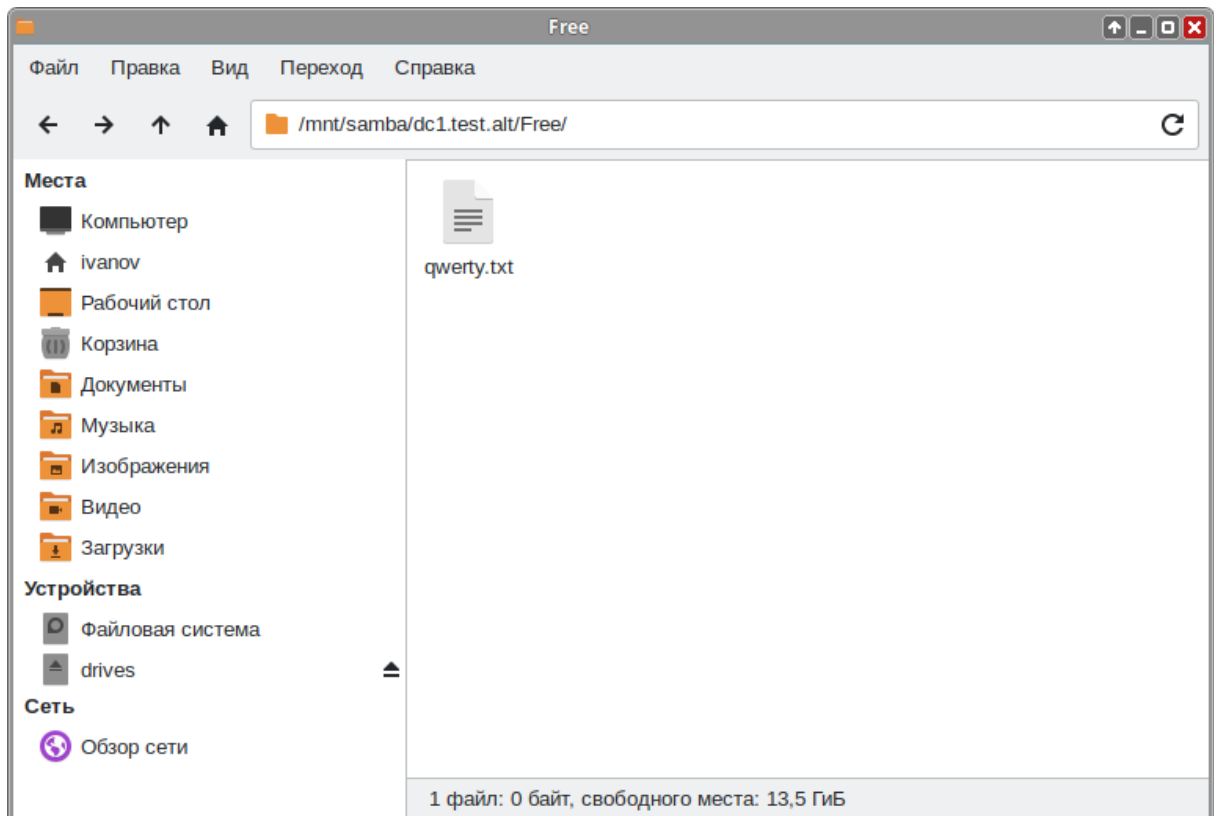 Free
Файл Правка Вид Переход Справка
/mnt/samba/dc1.test.alt/Free/
Места
Компьютер
ivanov
Рабочий стол
Корзина
Документы
Музыка
Изображения
Видео
Загрузки
Устройства
Файловая система
drives
Сеть
Обзор сети
qwerty.txt
1 файл: 0 байт, свободного места: 13,5 ГиБ